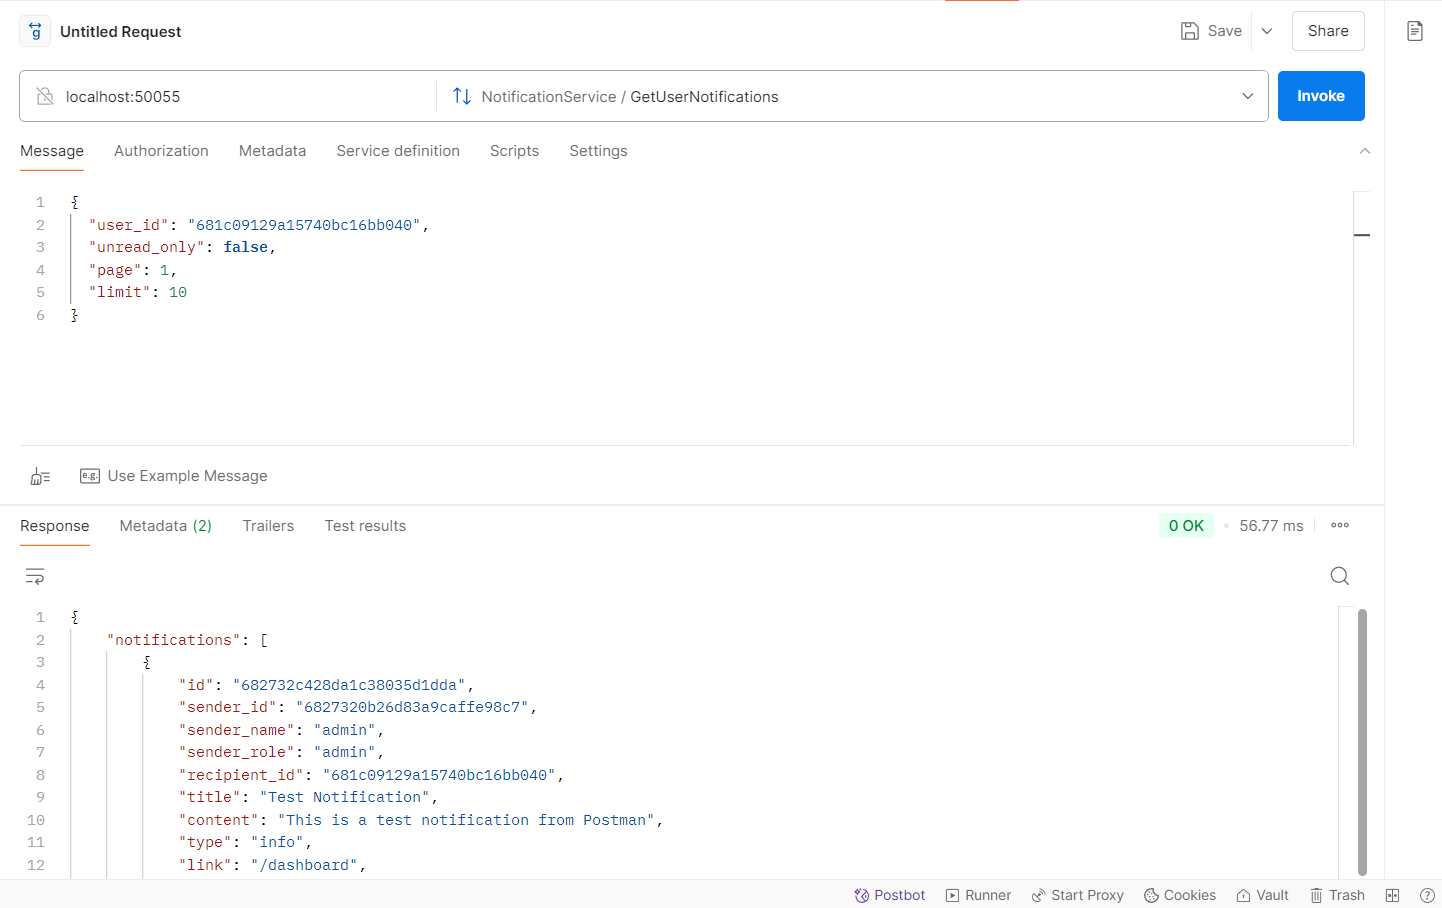 Untitled Request
Save
Share
localhost:50055
NotificationService / GetUserNotifications
Invoke
Message Authorization Metadata Service definition Scripts Settings
1 {
2 "user_id": "681c09129a15740bc16bb040",
3 "unread_only": false,
4 "page": 1,
5 "limit": 10
6 }
e.g. Use Example Message
Response Metadata (2) Trailers Test results 0 OK 56.77 ms
1 {
2 "notifications": [
3 {
4 "id": "682732c428da1c38035d1dda",
5 "sender_id": "6827320b26d83a9caffe98c7",
6 "sender_name": "admin",
7 "sender_role": "admin",
8 "recipient_id": "681c09129a15740bc16bb040",
9 "title": "Test Notification",
10 "content": "This is a test notification from Postman",
11 "type": "info",
12 "link": "/dashboard",
Postbot Runner Start Proxy Cookies Vault Trash